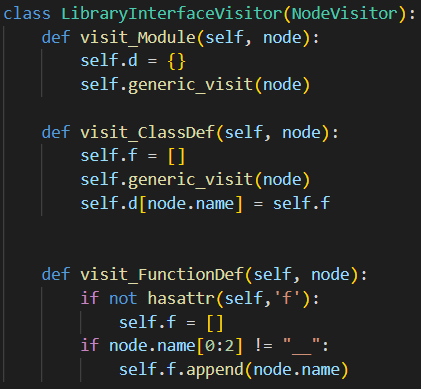 class LibraryInterfaceVisitor(NodeVisitor):
    def visit_Module(self, node):
        self.d = {}
        self.generic_visit(node)

    def visit_ClassDef(self, node):
        self.f = []
        self.generic_visit(node)
        self.d[node.name] = self.f


    def visit_FunctionDef(self, node):
        if not hasattr(self,'f'):
            self.f = []
        if node.name[0:2] != "__":
            self.f.append(node.name)